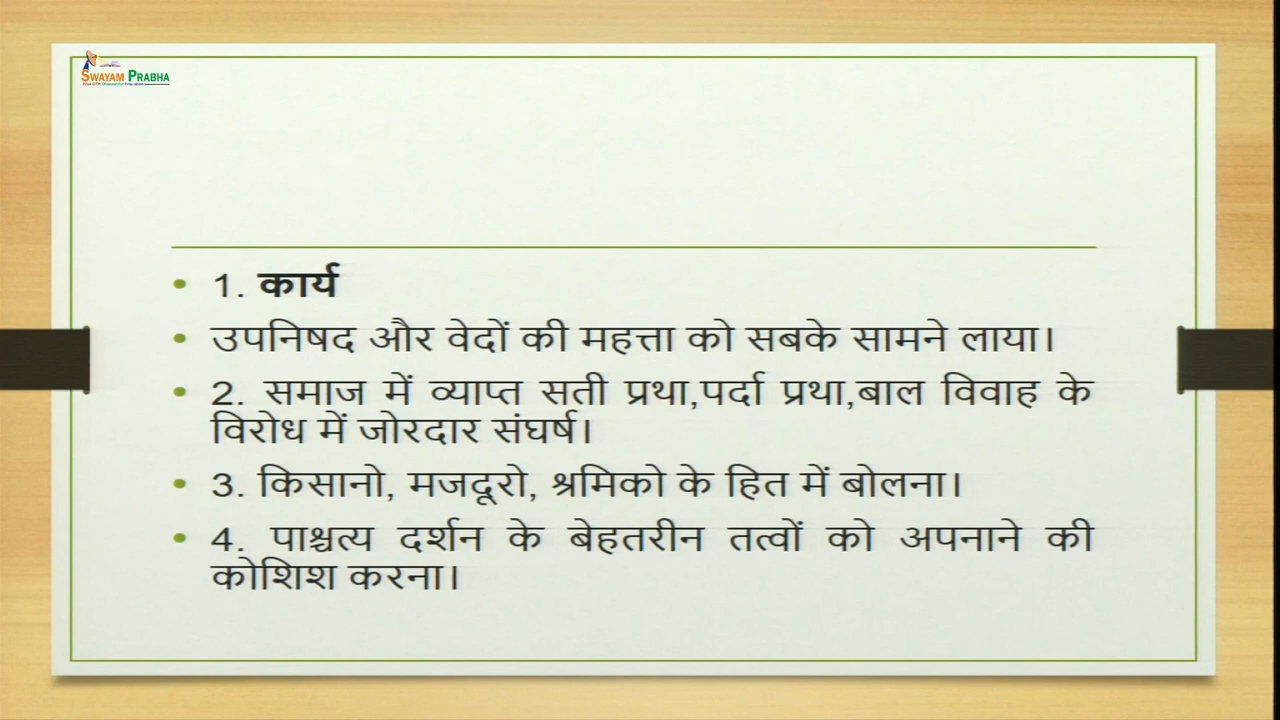 SWAYAM PRABHA
1. कार्य
उपनिषद और वेदों की महत्ता को सबके सामने लाया।
2. समाज में व्याप्त सती प्रथा,पर्दा प्रथा,बाल विवाह के
विरोध में जोरदार संघर्ष।
3. किसानो, मजदूरो, श्रमिको के हित में बोलना।
4. पाश्चत्य दर्शन के बेहतरीन तत्वों को अपनाने की
कोशिश करना।